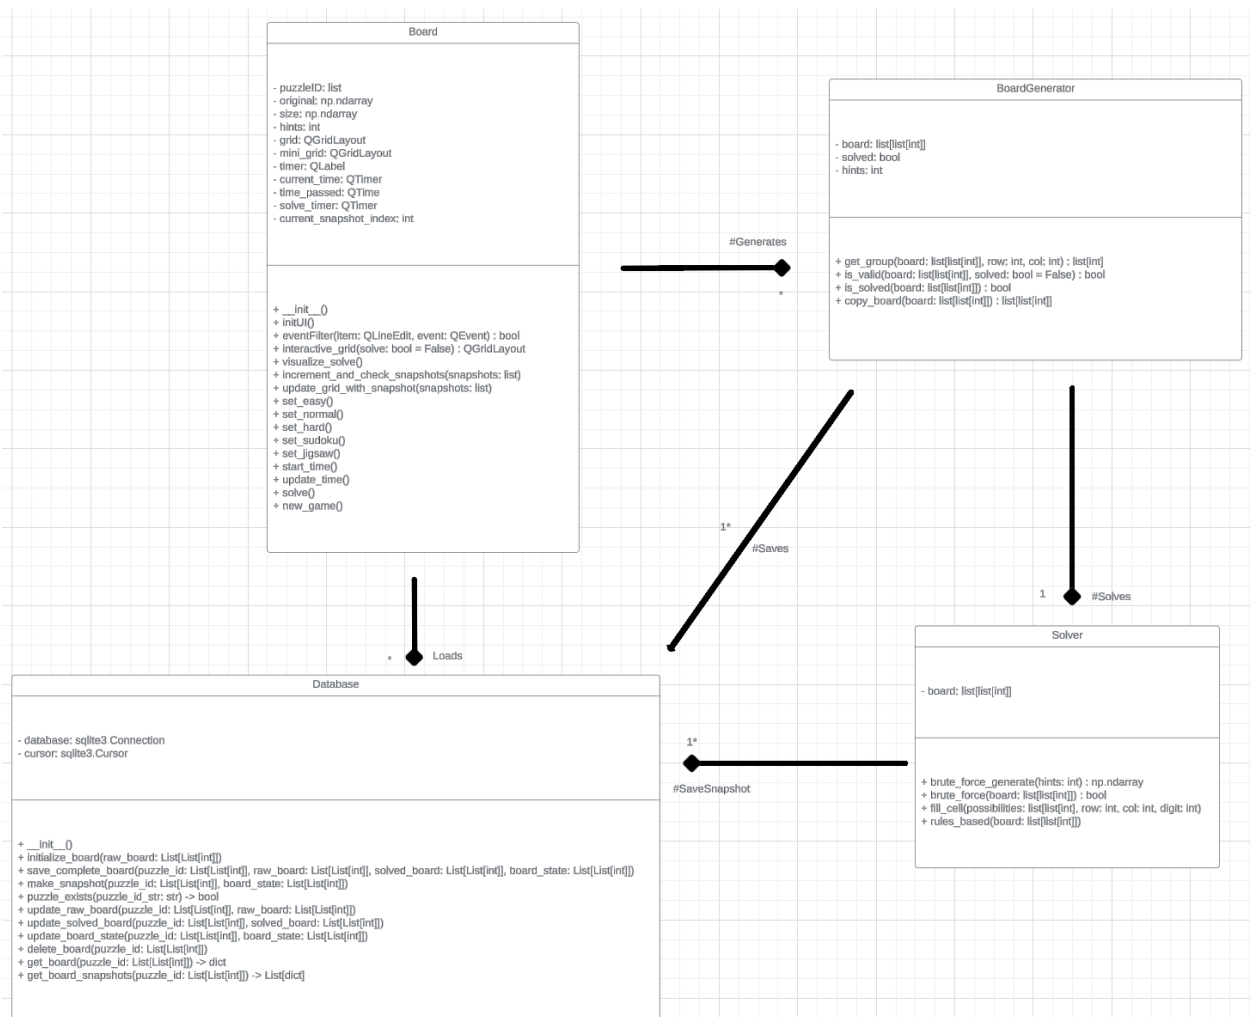 Board
- puzzleID: list
- original: np.ndarray
- size: np.ndarray
- hints: int
- grid: QGridLayout
- mini_grid: QGridLayout
- timer: QLabel
- current_time: QTimer
- time_passed: QTime
- solve_timer: QTimer
- current_snapshot_index: int
+ __init__()
+ initUI()
+ eventFilter(item: QLineEdit, event: QEvent) : bool
+ interactive_grid(solve: bool = False) : QGridLayout
+ visualize_solve()
+ increment_and_check_snapshots(snapshots: list)
+ update_grid_with_snapshot(snapshots: list)
+ set_easy()
+ set_normal()
+ set_hard()
+ set_sudoku()
+ set_jigsaw()
+ start_time()
+ update_time()
+ solve()
+ new_game()
#Generates
*
BoardGenerator
- board: list[list[int]]
- solved: bool
- hints: int
+ get_group(board: list[list[int]], row: int, col: int) : list[int]
+ is_valid(board: list[list[int]], solved: bool = False) : bool
+ is_solved(board: list[list[int]]) : bool
+ copy_board(board: list[list[int]]) : list[list[int]]
1*
#Saves
1
#Solves
* Loads
Database
- database: sqlite3.Connection
- cursor: sqlite3.Cursor
+ __init__()
+ initialize_board(raw_board: List[List[int]])
+ save_complete_board(puzzle_id: List[List[int]], raw_board: List[List[int]], solved_board: List[List[int]], board_state: List[List[int]])
+ make_snapshot(puzzle_id: List[List[int]], board_state: List[List[int]])
+ puzzle_exists(puzzle_id_str: str) -> bool
+ update_raw_board(puzzle_id: List[List[int]], raw_board: List[List[int]])
+ update_solved_board(puzzle_id: List[List[int]], solved_board: List[List[int]])
+ update_board_state(puzzle_id: List[List[int]], board_state: List[List[int]])
+ delete_board(puzzle_id: List[List[int]])
+ get_board(puzzle_id: List[List[int]]) -> dict
+ get_board_snapshots(puzzle_id: List[List[int]]) -> List[dict]
1*
#SaveSnapshot
Solver
- board: list[list[int]]
+ brute_force_generate(hints: int) : np.ndarray
+ brute_force(board: list[list[int]]) : bool
+ fill_cell(possibilities: list[list[int], row: int, col: int, digit: int)
+ rules_based(board: list[list[int]])